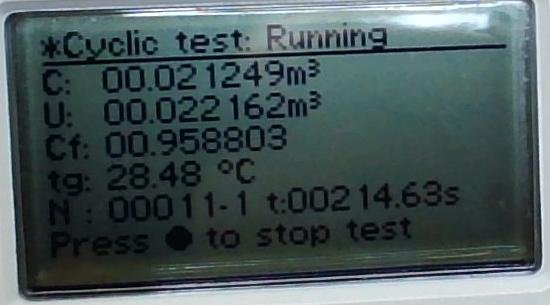 *Cyclic test: Running
C: 00.021249m³
U: 00.022162m³
Cf: 00.958803
tg: 28.48 °C
N : 00011-1 t:00214.63s
Press ● to stop test